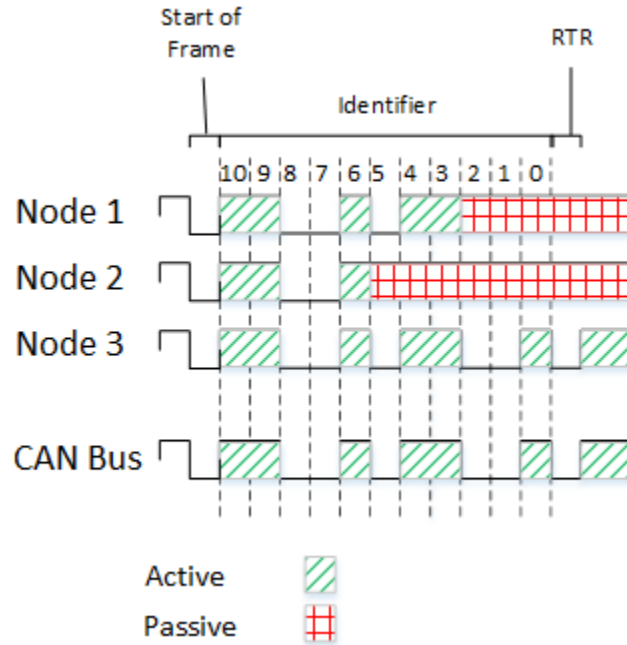 Start of
Frame
RTR
Identifier
10 9 8 7 6 5 4 3 2 1 0
Node 1
Node 2
Node 3
CAN Bus
Active
Passive